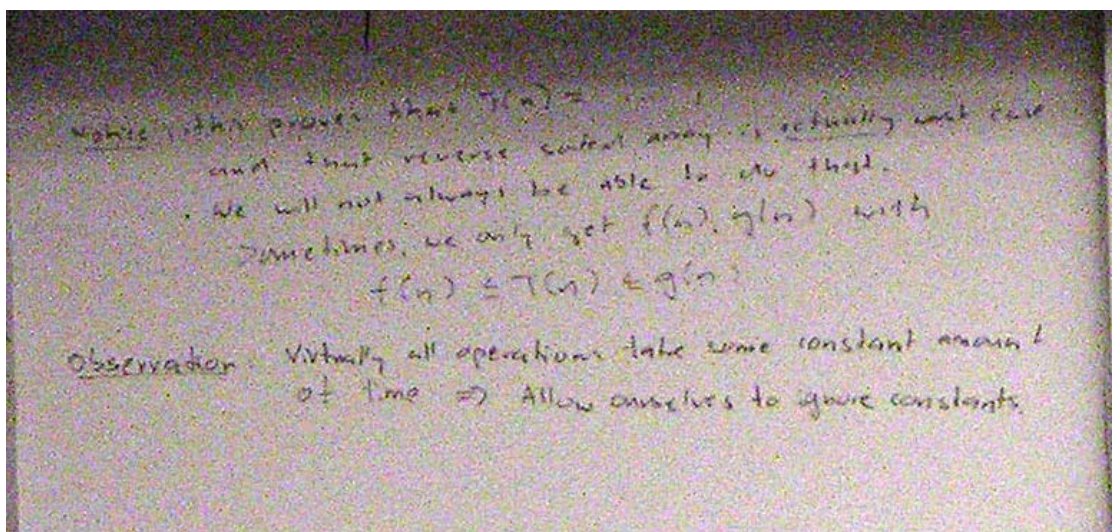 Notice: this proves that T(n) =
and that reverse sorted array is actually worst case
· We will not always be able to do that.
Sometimes, we only get f(n), g(n) with
f(n) ≤ T(n) ≤ g(n)
Observation Virtually all operations take some constant amount
of time ⇒ Allow ourselves to ignore constants